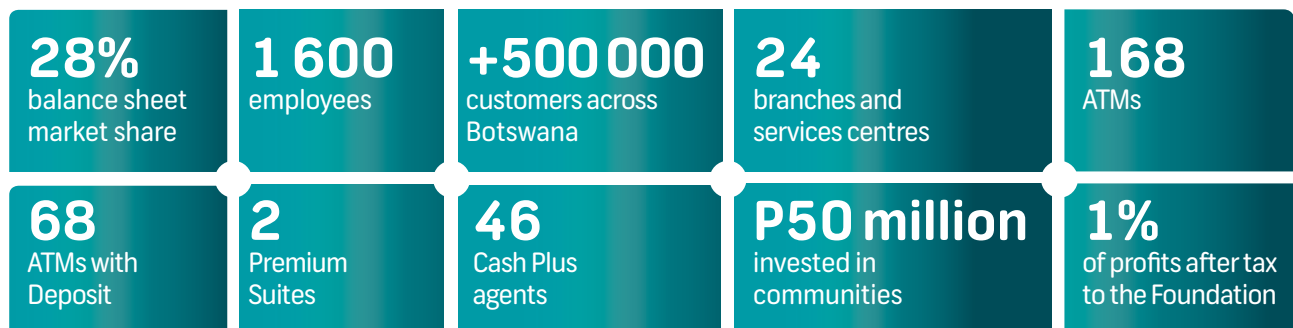 28%
balance sheet
market share
1 600
employees
+500 000
customers across
Botswana
24
branches and
services centres
168
ATMs
68
ATMs with
Deposit
2
Premium
Suites
46
Cash Plus
agents
P50 million
invested in
communities
1%
of profits after tax
to the Foundation